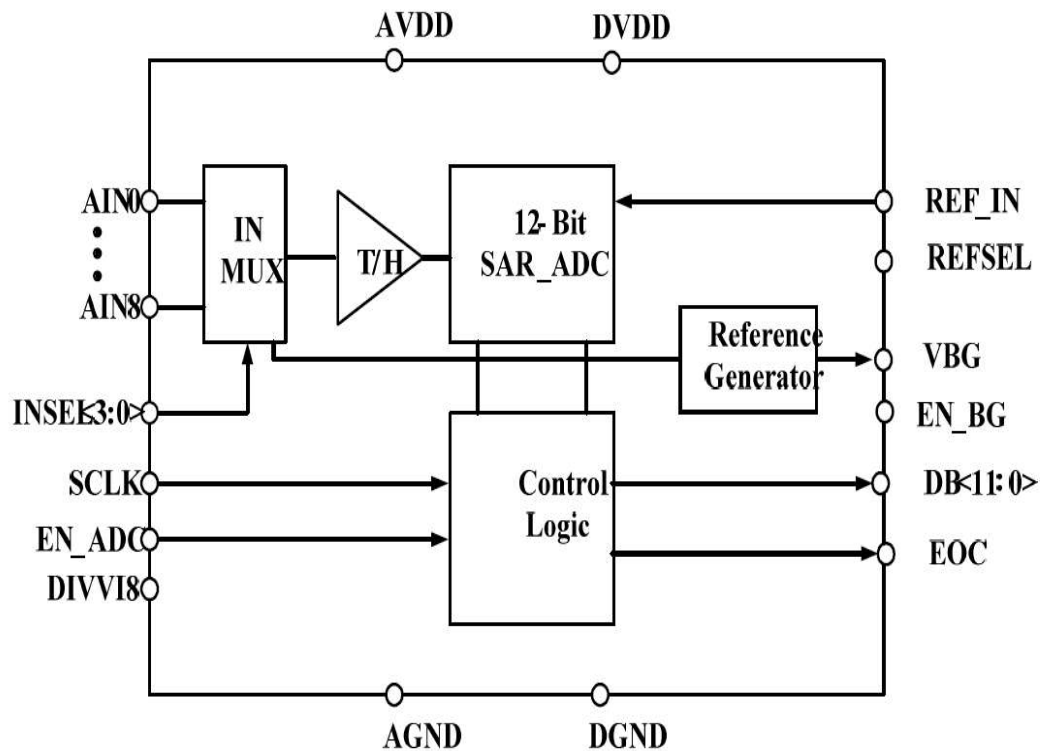 AVDD
DVDD
AIN0
AIN8
IN
MUX
T/H
12-Bit
SAR_ADC
REF_IN
REFSEL
Reference
Generator
VBG
EN_BG
INSEL<3:0>
SCLK
EN_ADC
DIVVI8
Control
Logic
DB<11:0>
EOC
AGND
DGND